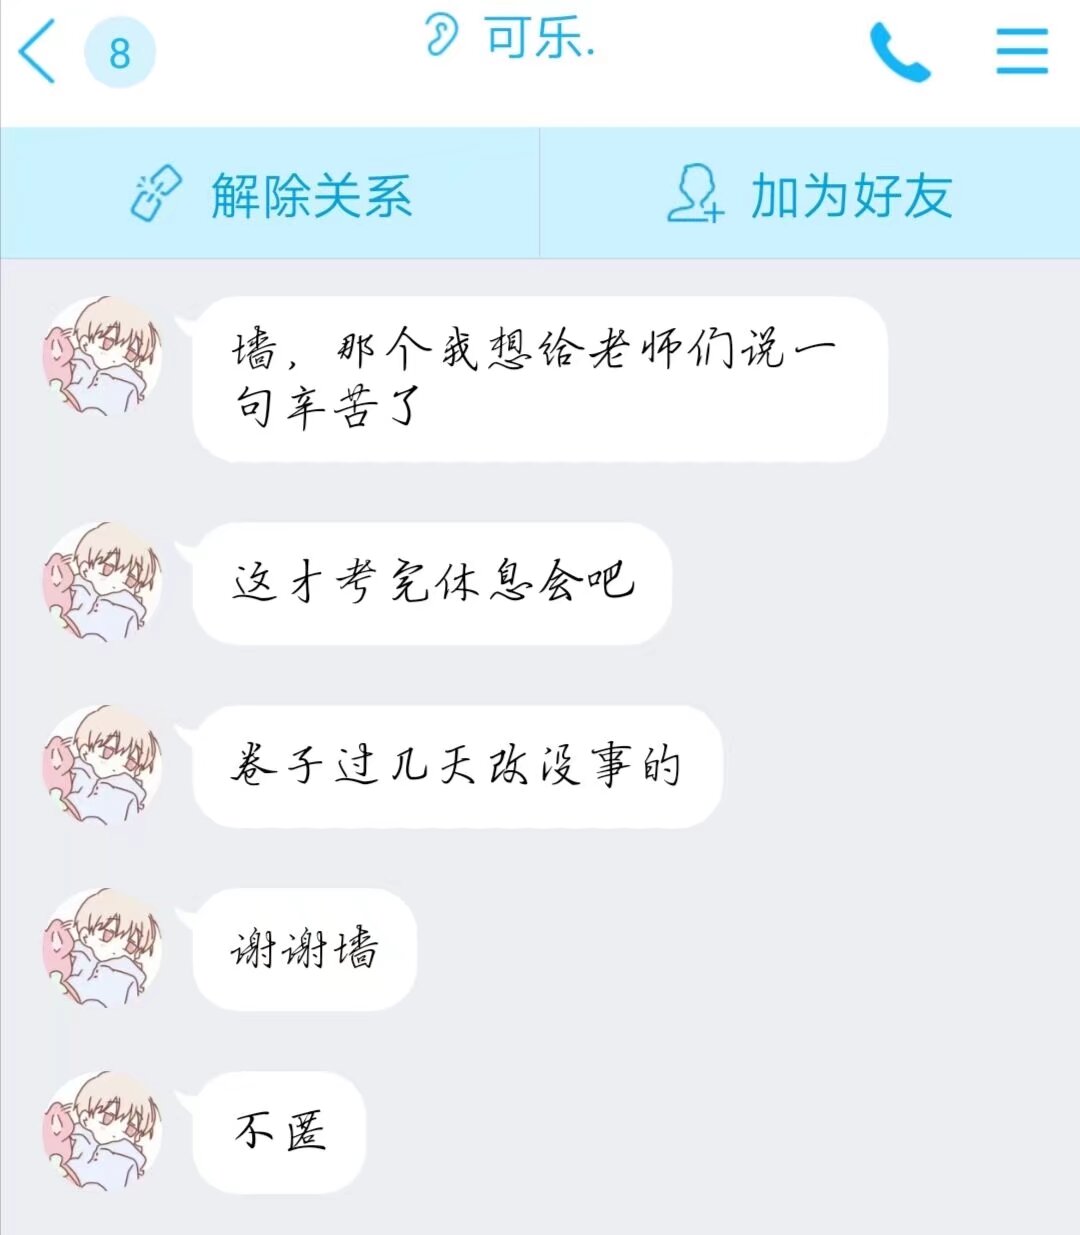 8
可乐.
解除关系
加为好友
墙，那个我想给老师们说一
句辛苦了
这才考完休息会吧
卷子过几天改没事的
谢谢墙
不匿